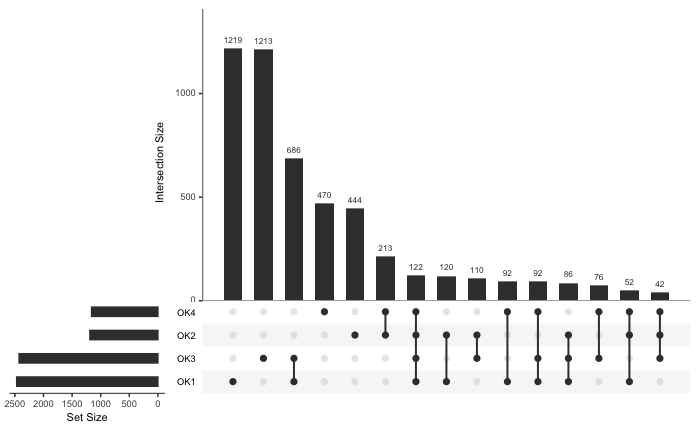 1219 1213 686 470 444 213 122 120 110 92 92 86 76 52 42
1000
500
0
Intersection Size
OK4
OK2
OK3
OK1
2500 2000 1500 1000 500 0
Set Size